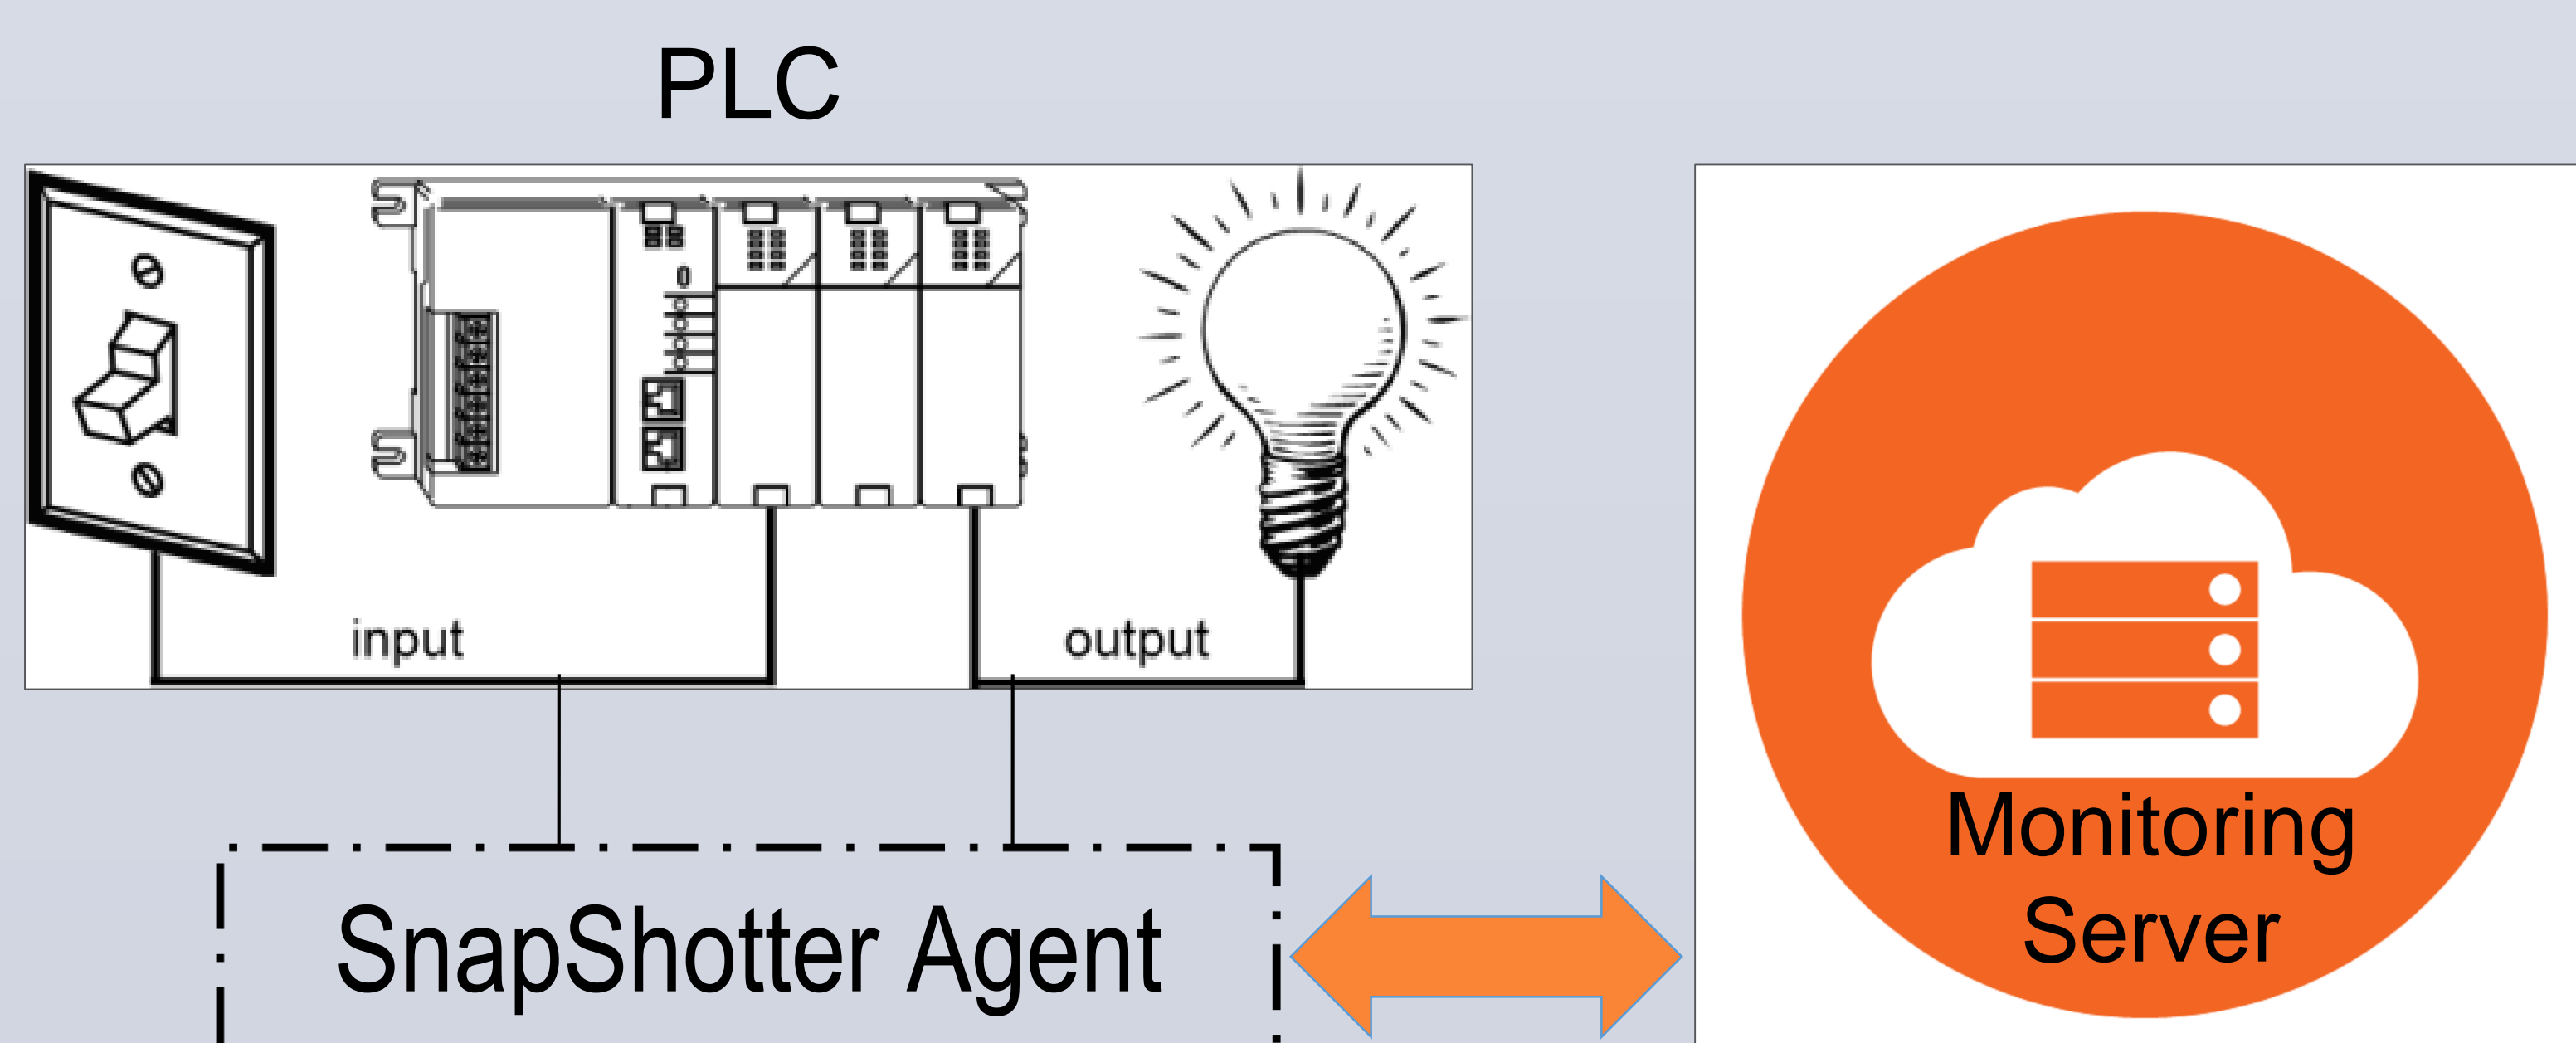 PLC
input
output
SnapShotter Agent
Monitoring
Server